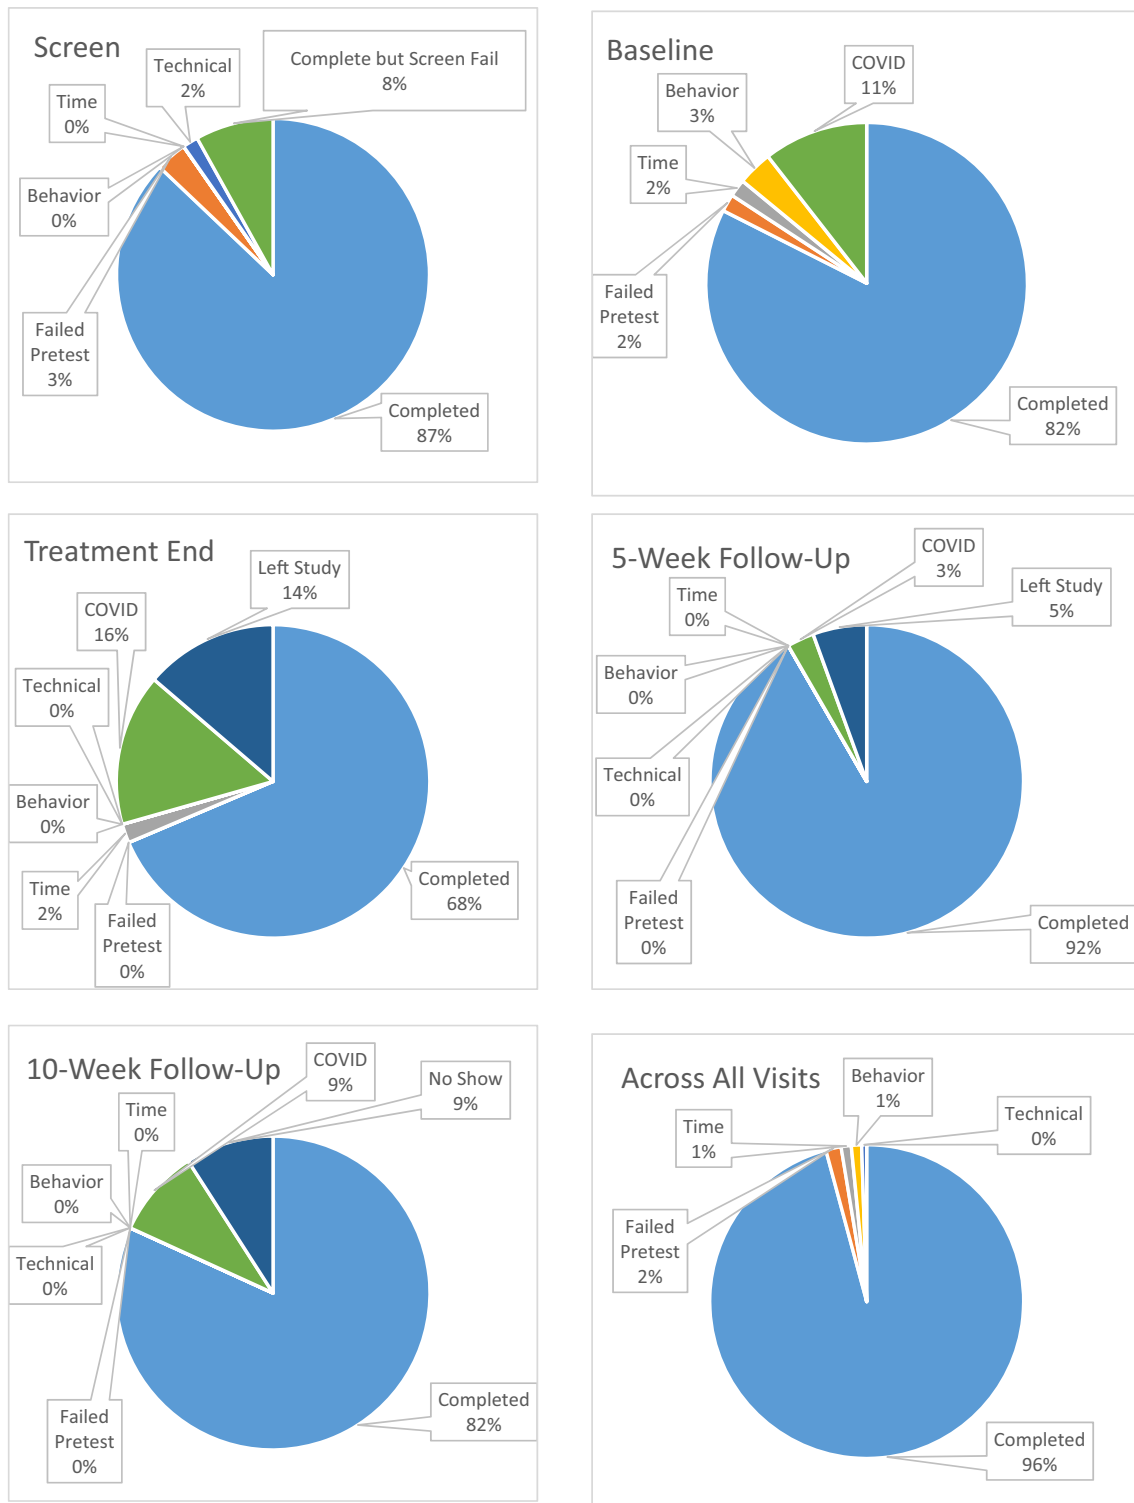 Screen
Complete but Screen Fail
8%
Technical
2%
Time
0%
Behavior
0%
Failed
Pretest
3%
Completed
87%
Baseline
COVID
11%
Behavior
3%
Time
2%
Failed
Pretest
2%
Completed
82%
Treatment End
Left Study
14%
COVID
16%
Technical
0%
Behavior
0%
Time
2%
Failed
Pretest
0%
Completed
68%
5-Week Follow-Up
COVID
3%
Left Study
5%
Time
0%
Behavior
0%
Technical
0%
Failed
Pretest
0%
Completed
92%
10-Week Follow-Up
COVID
9%
No Show
9%
Time
0%
Behavior
0%
Technical
0%
Failed
Pretest
0%
Completed
82%
Across All Visits
Behavior
1%
Technical
0%
Time
1%
Failed
Pretest
2%
Completed
96%